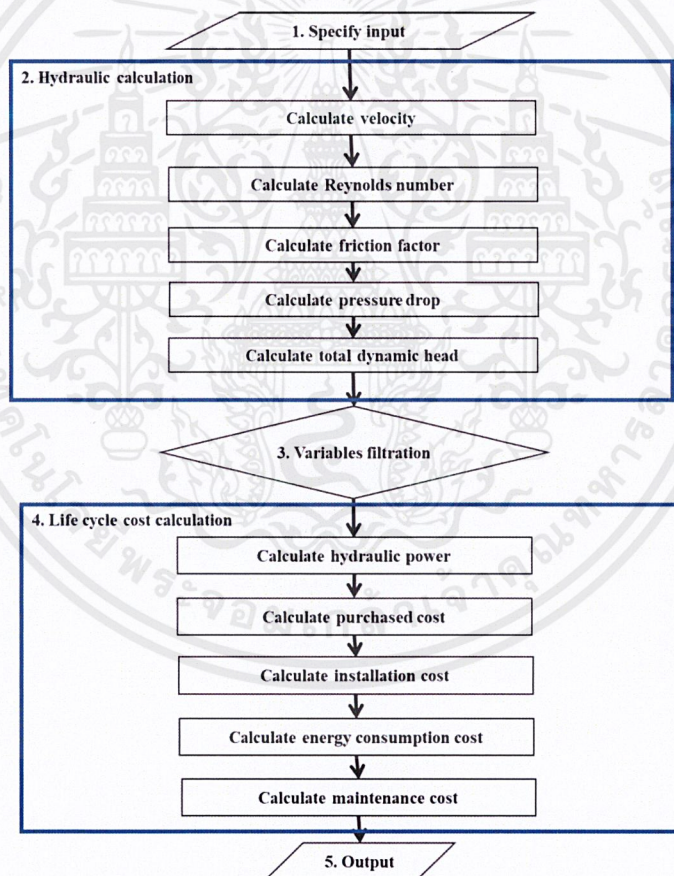 1. Specify input
2. Hydraulic calculation
Calculate velocity
Calculate Reynolds number
Calculate friction factor
Calculate pressure drop
Calculate total dynamic head
3. Variables filtration
4. Life cycle cost calculation
Calculate hydraulic power
Calculate purchased cost
Calculate installation cost
Calculate energy consumption cost
Calculate maintenance cost
5. Output